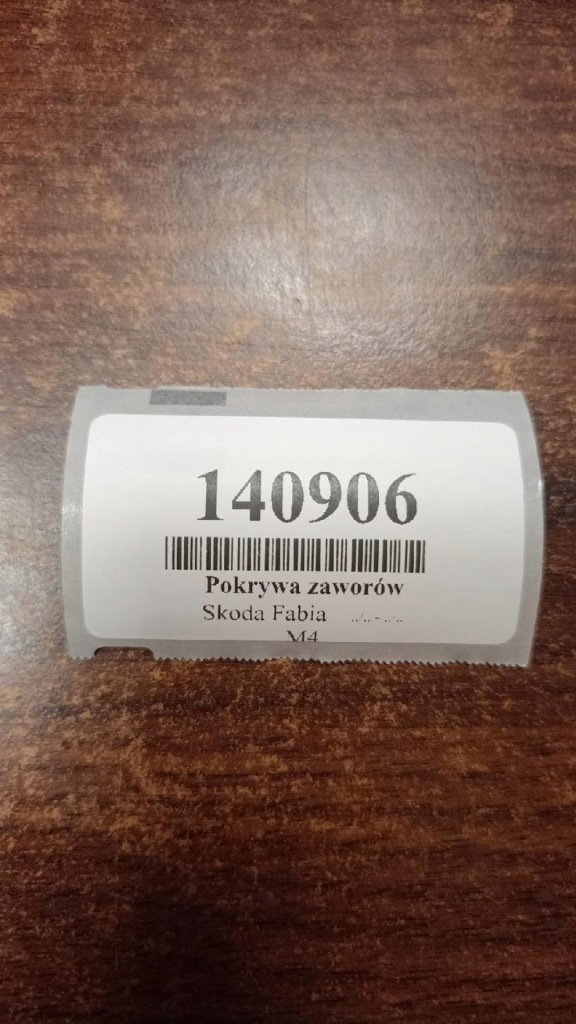 140906
Pokrywa zaworów
Skoda Fabia ../.. - ../..
M4